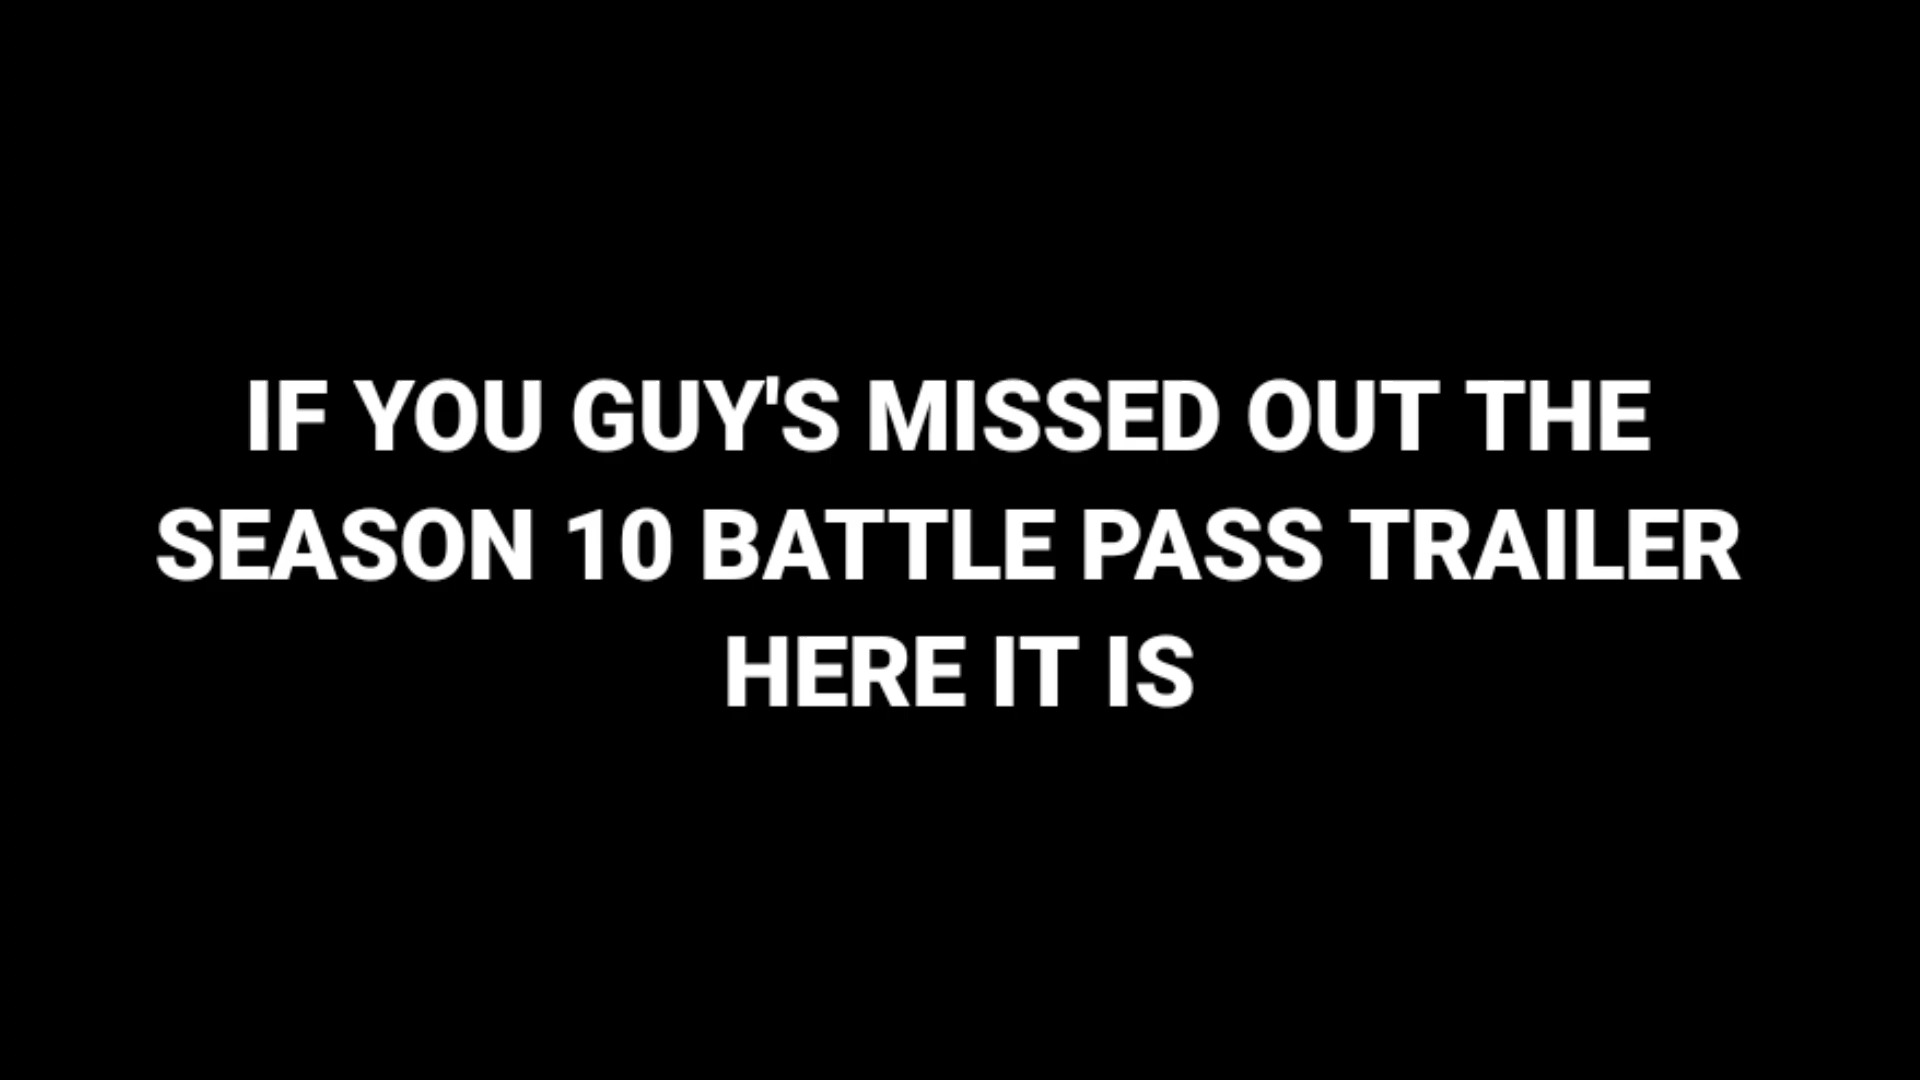 IF YOU GUY'S MISSED OUT THE
SEASON 10 BATTLE PASS TRAILER
HERE IT IS